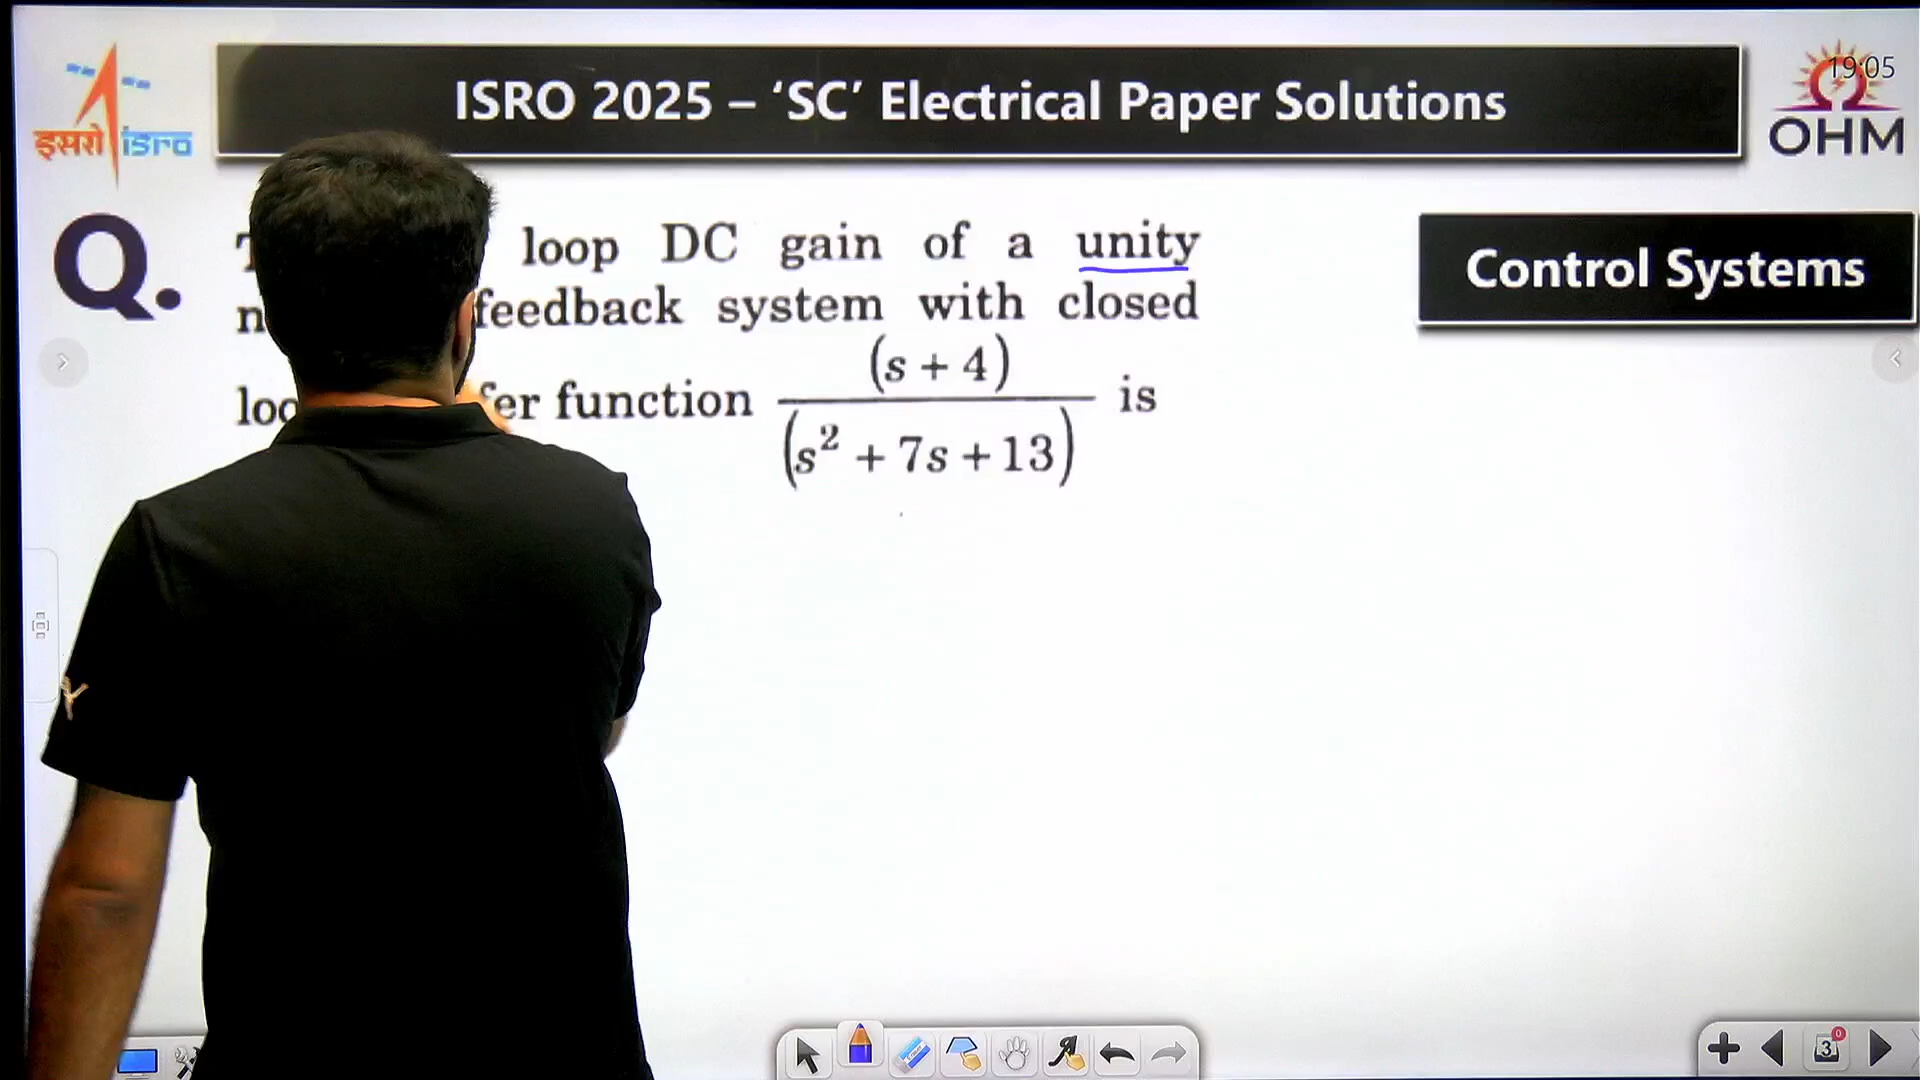 ISRO 2025 – ‘SC’ Electrical Paper Solutions
इसरो isro
19:05
OHM
Q.
loop DC gain of a unity
feedback system with closed
function (s + 4) / (s² + 7s + 13) is
Control Systems
3
0